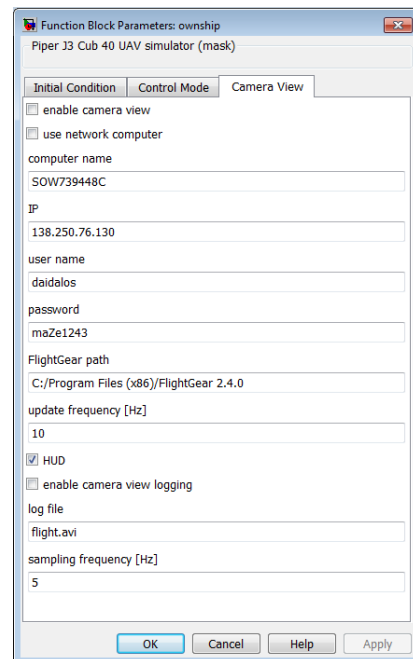 Function Block Parameters: ownship
Piper J3 Cub 40 UAV simulator (mask)
Initial Condition Control Mode Camera View
enable camera view
use network computer
computer name
SOW739448C
IP
138.250.76.130
user name
daidalos
password
maZe1243
FlightGear path
C:/Program Files (x86)/FlightGear 2.4.0
update frequency [Hz]
10
HUD
enable camera view logging
log file
flight.avi
sampling frequency [Hz]
5
OK Cancel Help Apply